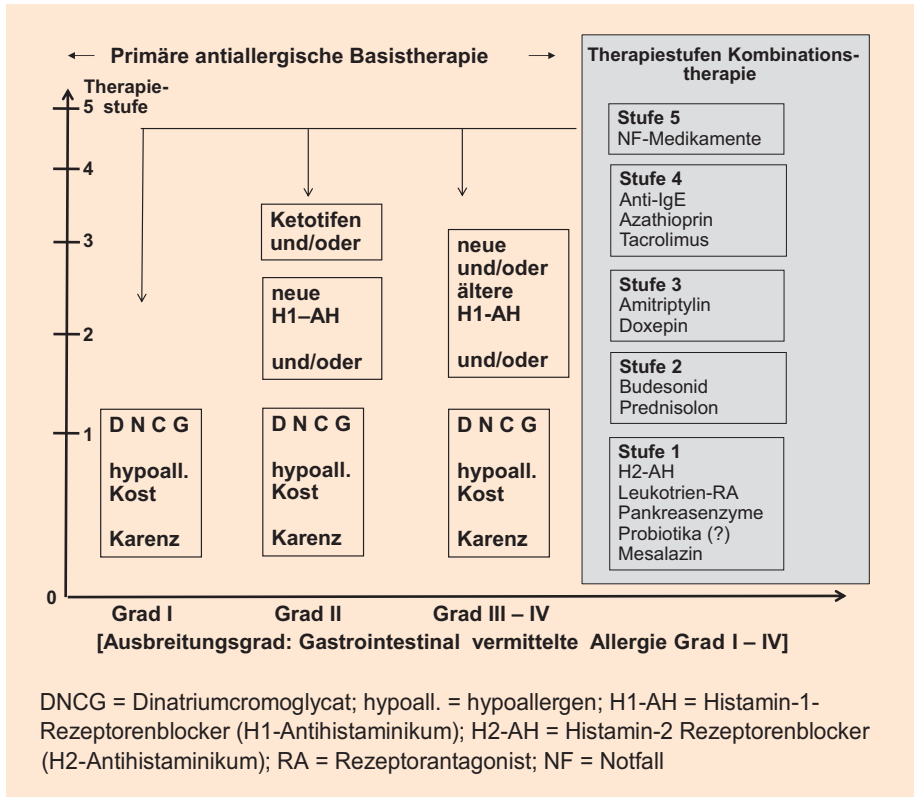 Primäre antiallergische Basistherapie
Therapie-
stufe
5
4
3
2
1
0
Ketotifen
und/oder
neue
H1–AH
und/oder
neue
und/oder
ältere
H1-AH
und/oder
D N C G
hypoall.
Kost
Karenz
D N C G
hypoall.
Kost
Karenz
D N C G
hypoall.
Kost
Karenz
Grad I
Grad II
Grad III – IV
[Ausbreitungsgrad: Gastrointestinal vermittelte Allergie Grad I – IV]
Therapiestufen Kombinations-
therapie
Stufe 5
NF-Medikamente
Stufe 4
Anti-IgE
Azathioprin
Tacrolimus
Stufe 3
Amitriptylin
Doxepin
Stufe 2
Budesonid
Prednisolon
Stufe 1
H2-AH
Leukotrien-RA
Pankreasenzyme
Probiotika (?)
Mesalazin
DNCG = Dinatriumcromoglycat; hypoall. = hypoallergen; H1-AH = Histamin-1-
Rezeptorenblocker (H1-Antihistaminikum); H2-AH = Histamin-2 Rezeptorenblocker
(H2-Antihistaminikum); RA = Rezeptorantagonist; NF = Notfall